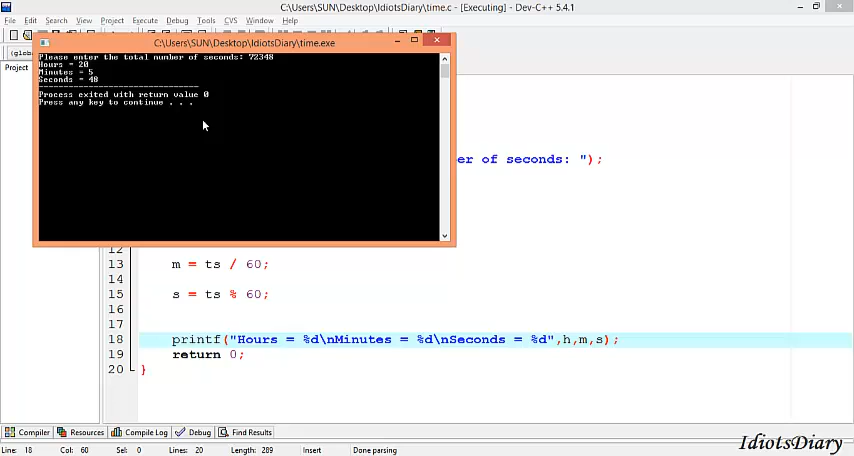 C:\Users\SUN\Desktop\IdiotsDiary\time.c - [Executing] - Dev-C++ 5.4.1
File Edit Search View Project Execute Debug Tools CVS Window Help
C:\Users\SUN\Desktop\IdiotsDiary\time.exe
(glob
Project
Please enter the total number of seconds: 72348
Hours = 20
Minutes = 5
Seconds = 48
--------------------------------
Process exited with return value 0
Press any key to continue . . .
er of seconds: ");
12
13 m = ts / 60;
14
15 s = ts % 60;
16
17
18 printf("Hours = %d\nMinutes = %d\nSeconds = %d",h,m,s);
19 return 0;
20 }
Compiler Resources Compile Log Debug Find Results
Line: 18 Col: 60 Sel: 0 Lines: 20 Length: 289 Insert Done parsing
IdiotsDiary